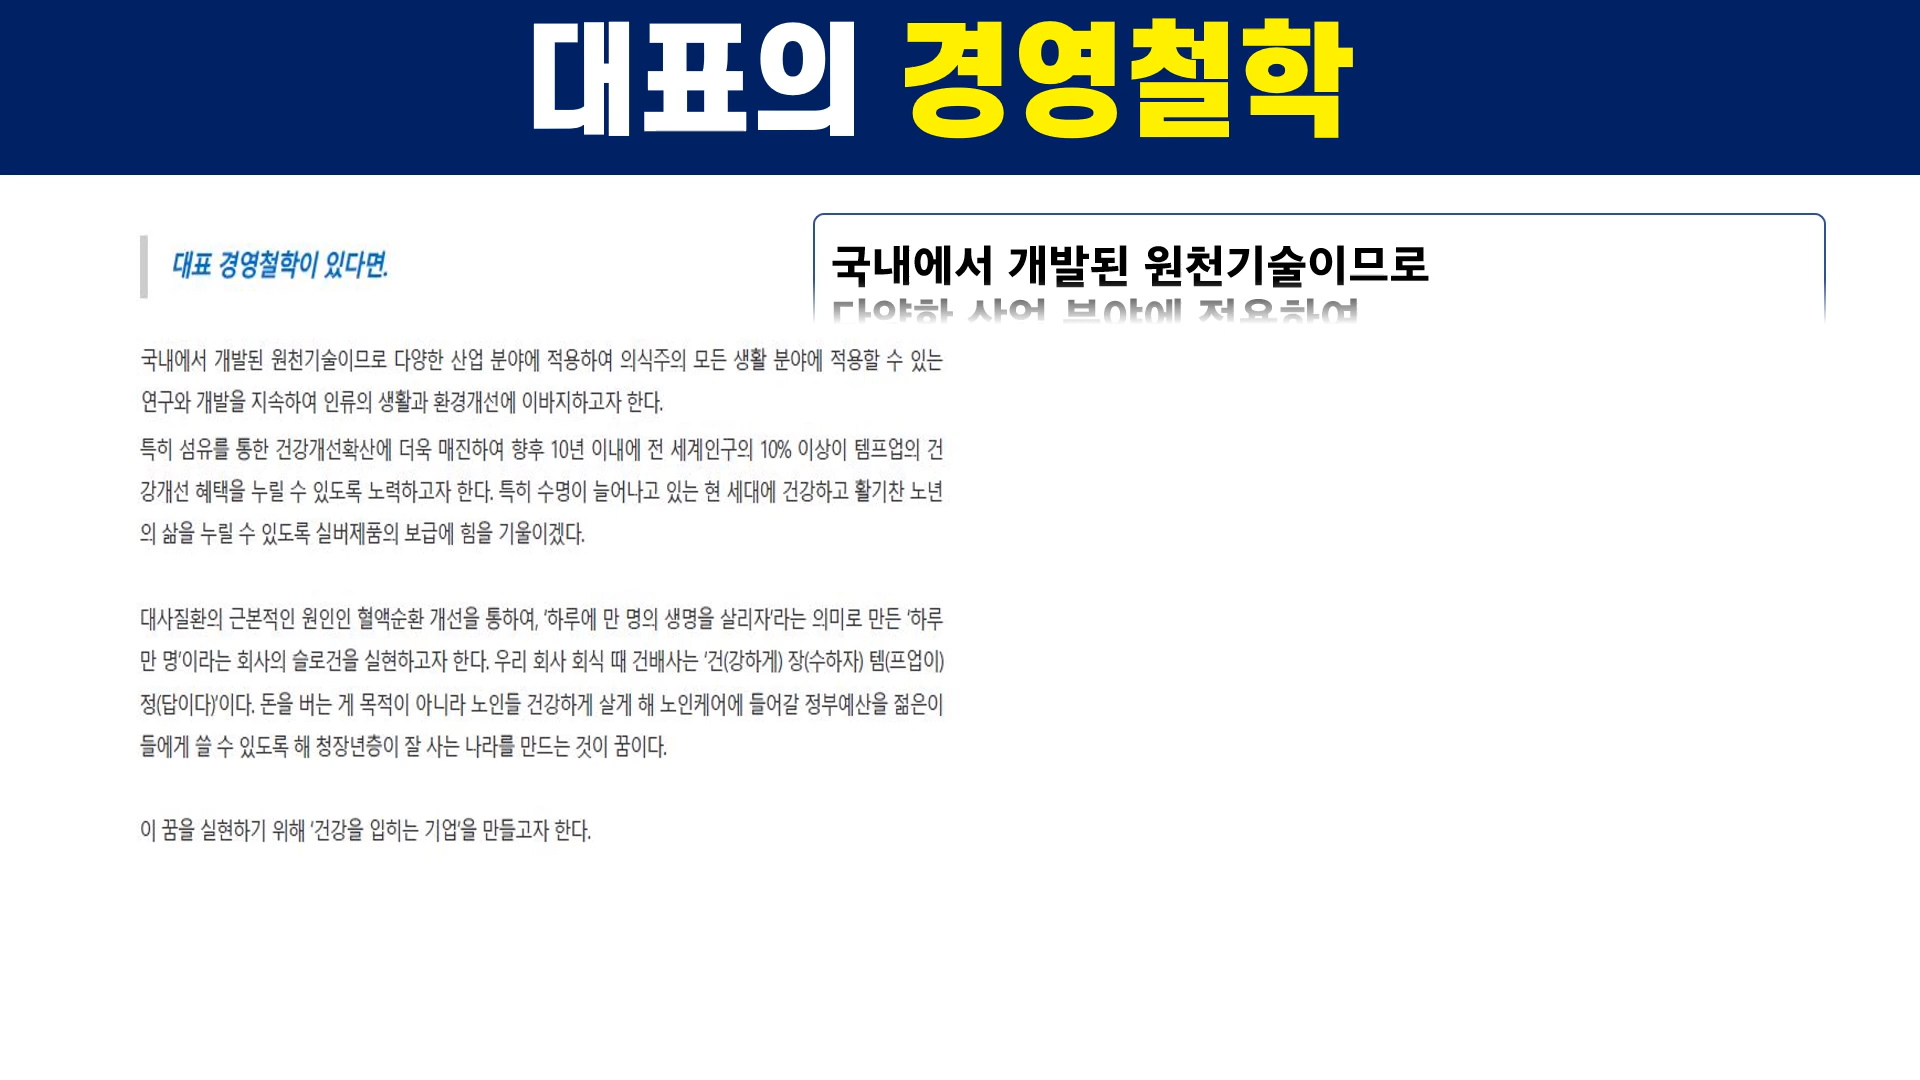 대표의 경영철학
대표 경영철학이 있다면.
국내에서 개발된 원천기술이므로
다양한 산업 분야에 적용하여
국내에서 개발된 원천기술이므로 다양한 산업 분야에 적용하여 의식주의 모든 생활 분야에 적용할 수 있는
연구와 개발을 지속하여 인류의 생활과 환경개선에 이바지하고자 한다.
특히 섬유를 통한 건강개선확산에 더욱 매진하여 향후 10년 이내에 전 세계인구의 10% 이상이 템프업의 건
강개선 혜택을 누릴 수 있도록 노력하고자 한다. 특히 수명이 늘어나고 있는 현 세대에 건강하고 활기찬 노년
의 삶을 누릴 수 있도록 실버제품의 보급에 힘을 기울이겠다.
대사질환의 근본적인 원인인 혈액순환 개선을 통하여, ‘하루에 만 명의 생명을 살리자’라는 의미로 만든 ‘하루
만 명’이라는 회사의 슬로건을 실현하고자 한다. 우리 회사 회식 때 건배사는 ‘건(강하게) 장(수하자) 템(프업이)
정(답이다)’이다. 돈을 버는 게 목적이 아니라 노인들 건강하게 살게 해 노인케어에 들어갈 정부예산을 젊은이
들에게 쓸 수 있도록 해 청장년층이 잘 사는 나라를 만드는 것이 꿈이다.
이 꿈을 실현하기 위해 ‘건강을 입히는 기업’을 만들고자 한다.